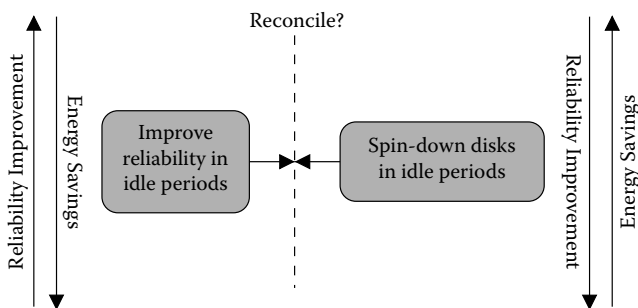 Reconcile?
Reliability Improvement
Energy Savings
Improve
reliability in
idle periods
Spin-down disks
in idle periods
Reliability Improvement
Energy Savings